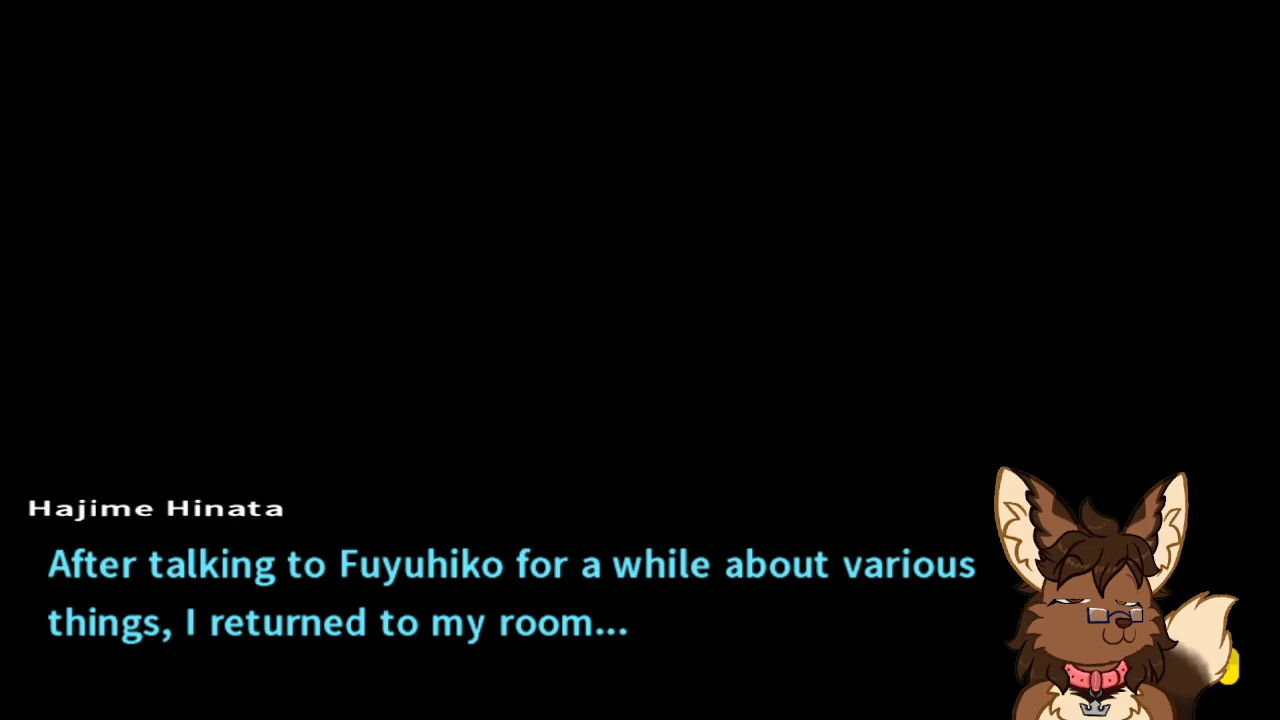 Hajime Hinata
After talking to Fuyuhiko for a while about various
things, I returned to my room...